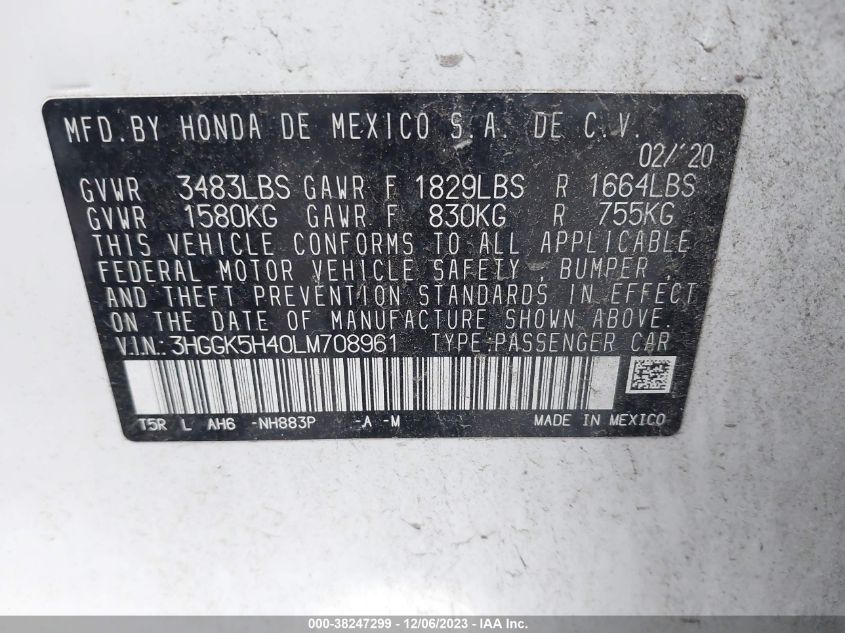 MFD. BY HONDA DE MEXICO S.A. DE C.V.
02/'20
GVWR 3483LBS GAWR F 1829LBS R 1664LBS
GVWR 1580KG GAWR F 830KG R 755KG
THIS VEHICLE CONFORMS TO ALL APPLICABLE
FEDERAL MOTOR VEHICLE SAFETY, BUMPER,
AND THEFT PREVENTION STANDARDS IN EFFECT
ON THE DATE OF MANUFACTURE SHOWN ABOVE.
V.I.N.: 3HGGK5H40LM708961 TYPE:PASSENGER CAR
T5R L AH6 -NH883P -A -M MADE IN MEXICO
000-38247299 - 12/06/2023 - IAAI.com